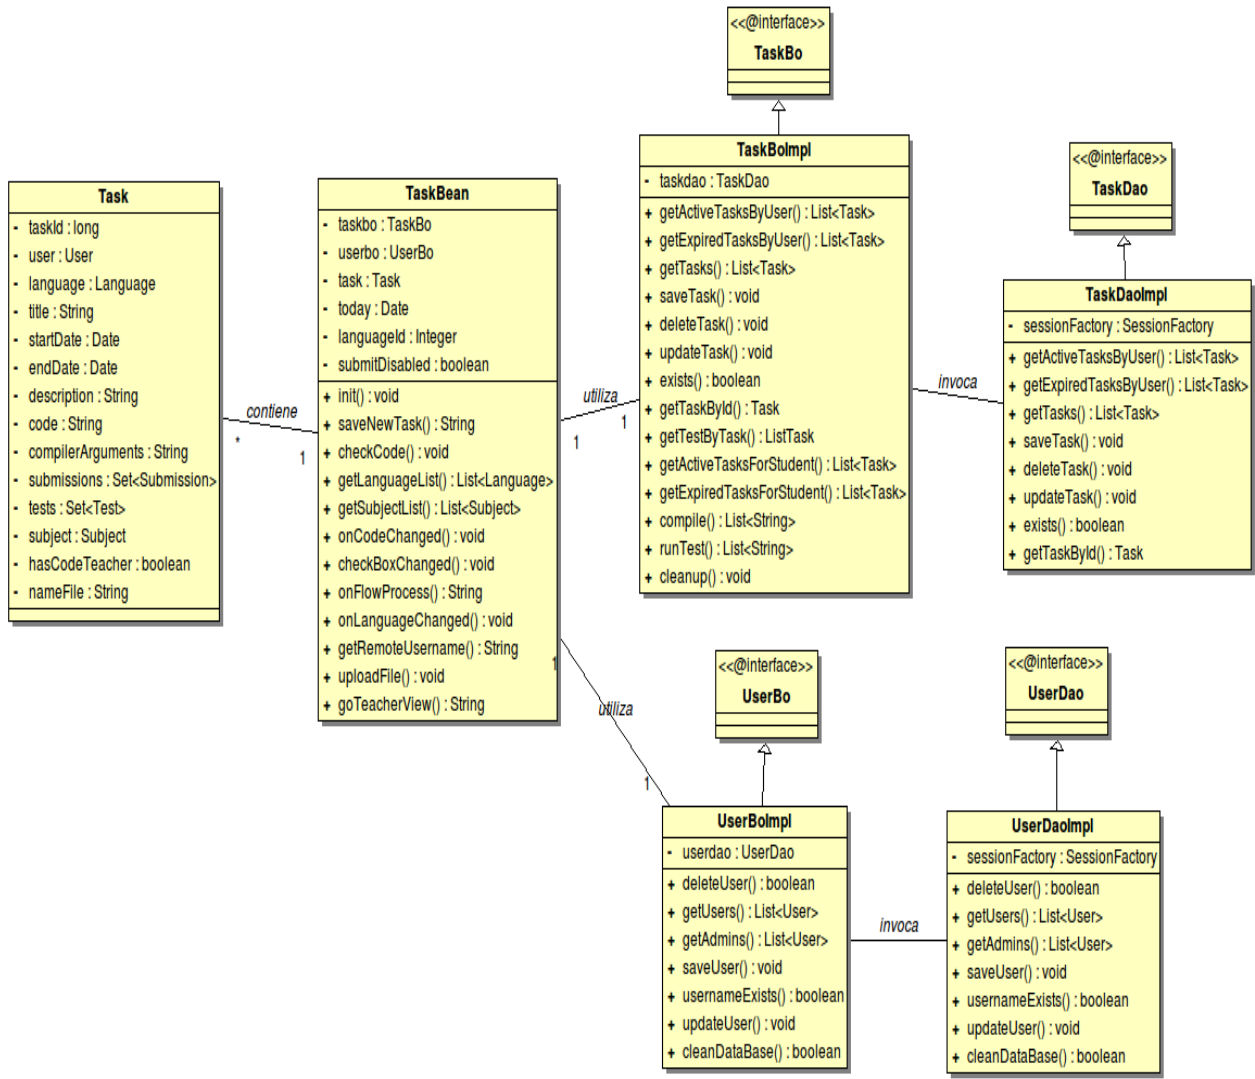 <<@interface>>
TaskBo
TaskBoImpl
- taskdao : TaskDao
+ getActiveTasksByUser() : List<Task>
+ getExpiredTasksByUser() : List<Task>
+ getTasks() : List<Task>
+ saveTask() : void
+ deleteTask() : void
+ updateTask() : void
+ exists() : boolean
+ getTaskById() : Task
+ getTestByTask() : ListTask
+ getActiveTasksForStudent() : List<Task>
+ getExpiredTasksForStudent() : List<Task>
+ compile() : List<String>
+ runTest() : List<String>
+ cleanup() : void
<<@interface>>
TaskDao
TaskDaoImpl
- sessionFactory : SessionFactory
+ getActiveTasksByUser() : List<Task>
+ getExpiredTasksByUser() : List<Task>
+ getTasks() : List<Task>
+ saveTask() : void
+ deleteTask() : void
+ updateTask() : void
+ exists() : boolean
+ getTaskById() : Task
invoca
Task
- taskId : long
- user : User
- language : Language
- title : String
- startDate : Date
- endDate : Date
- description : String
- code : String
- compilerArguments : String
- submissions : Set<Submission>
- tests : Set<Test>
- subject : Subject
- hasCodeTeacher : boolean
- nameFile : String
contiene
*
1
TaskBean
- taskbo : TaskBo
- userbo : UserBo
- task : Task
- today : Date
- languageId : Integer
- submitDisabled : boolean
+ init() : void
+ saveNewTask() : String
+ checkCode() : void
+ getLanguageList() : List<Language>
+ getSubjectList() : List<Subject>
+ onCodeChanged() : void
+ checkBoxChanged() : void
+ onFlowProcess() : String
+ onLanguageChanged() : void
+ getRemoteUsername() : String
+ uploadFile() : void
+ goTeacherView() : String
utiliza
1
1
1
utiliza
1
<<@interface>>
UserBo
UserBoImpl
- userdao : UserDao
+ deleteUser() : boolean
+ getUsers() : List<User>
+ getAdmins() : List<User>
+ saveUser() : void
+ usernameExists() : boolean
+ updateUser() : void
+ cleanDataBase() : boolean
invoca
<<@interface>>
UserDao
UserDaoImpl
- sessionFactory : SessionFactory
+ deleteUser() : boolean
+ getUsers() : List<User>
+ getAdmins() : List<User>
+ saveUser() : void
+ usernameExists() : boolean
+ updateUser() : void
+ cleanDataBase() : boolean